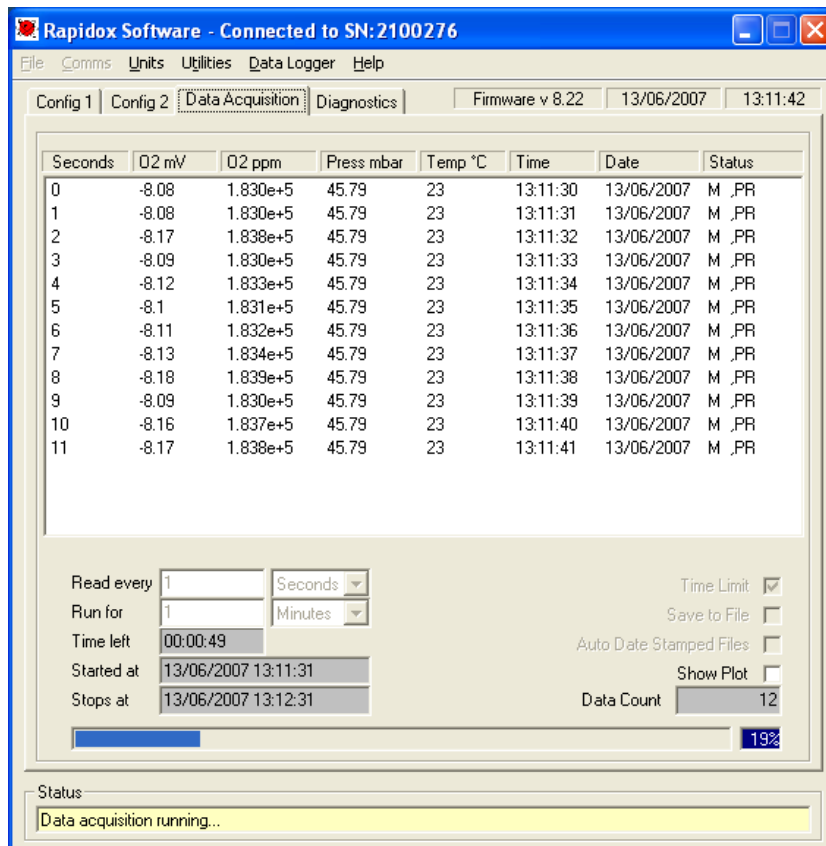 Rapidox Software - Connected to SN:2100276
File Comms Units Utilities Data Logger Help
Config 1 Config 2 Data Acquisition Diagnostics Firmware v 8.22 13/06/2007 13:11:42
Seconds O2 mV O2 ppm Press mbar Temp °C Time Date Status
0 -8.08 1.830e+5 45.79 23 13:11:30 13/06/2007 M ,PR
1 -8.08 1.830e+5 45.79 23 13:11:31 13/06/2007 M ,PR
2 -8.17 1.838e+5 45.79 23 13:11:32 13/06/2007 M ,PR
3 -8.09 1.830e+5 45.79 23 13:11:33 13/06/2007 M ,PR
4 -8.12 1.833e+5 45.79 23 13:11:34 13/06/2007 M ,PR
5 -8.1 1.831e+5 45.79 23 13:11:35 13/06/2007 M ,PR
6 -8.11 1.832e+5 45.79 23 13:11:36 13/06/2007 M ,PR
7 -8.13 1.834e+5 45.79 23 13:11:37 13/06/2007 M ,PR
8 -8.18 1.839e+5 45.79 23 13:11:38 13/06/2007 M ,PR
9 -8.09 1.830e+5 45.79 23 13:11:39 13/06/2007 M ,PR
10 -8.16 1.837e+5 45.79 23 13:11:40 13/06/2007 M ,PR
11 -8.17 1.838e+5 45.79 23 13:11:41 13/06/2007 M ,PR
Read every 1 Seconds Time Limit
Run for 1 Minutes Save to File
Time left 00:00:49 Auto Date Stamped Files
Started at 13/06/2007 13:11:31 Show Plot
Stops at 13/06/2007 13:12:31 Data Count 12
19%
Status
Data acquisition running...